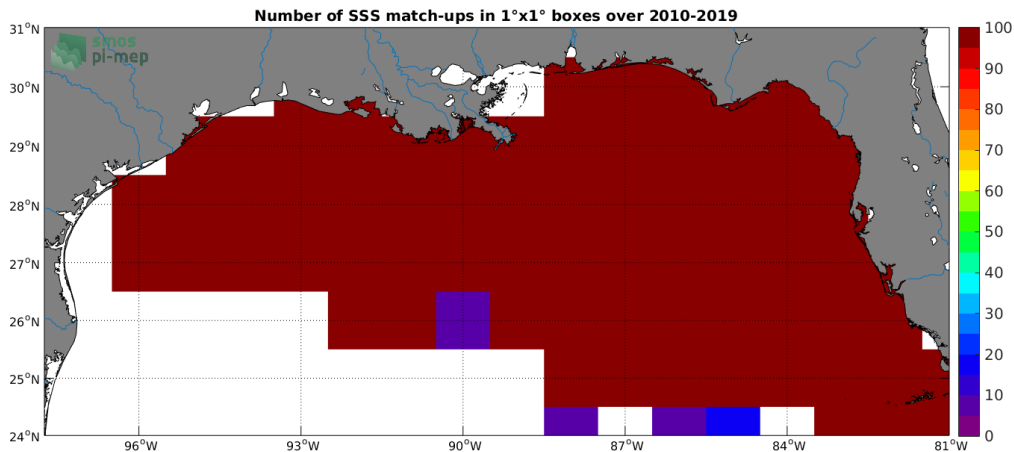 Number of SSS match-ups in 1°x1° boxes over 2010-2019
smos
pi-mep
31°N
30°N
29°N
28°N
27°N
26°N
25°N
24°N
96°W
93°W
90°W
87°W
84°W
81°W
100
90
80
70
60
50
40
30
20
10
0